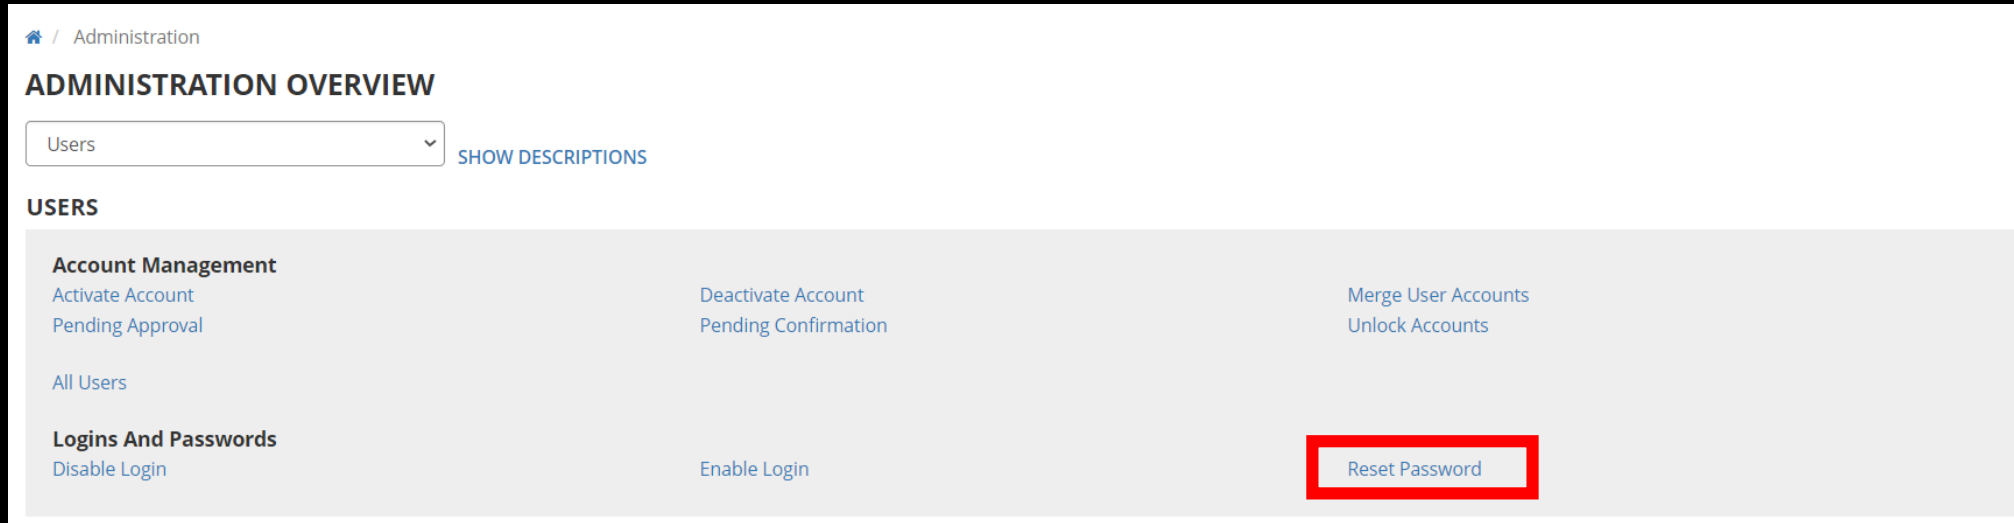 / Administration
ADMINISTRATION OVERVIEW
Users
SHOW DESCRIPTIONS
USERS
Account Management
Activate Account Deactivate Account Merge User Accounts
Pending Approval Pending Confirmation Unlock Accounts
All Users
Logins And Passwords
Disable Login Enable Login Reset Password